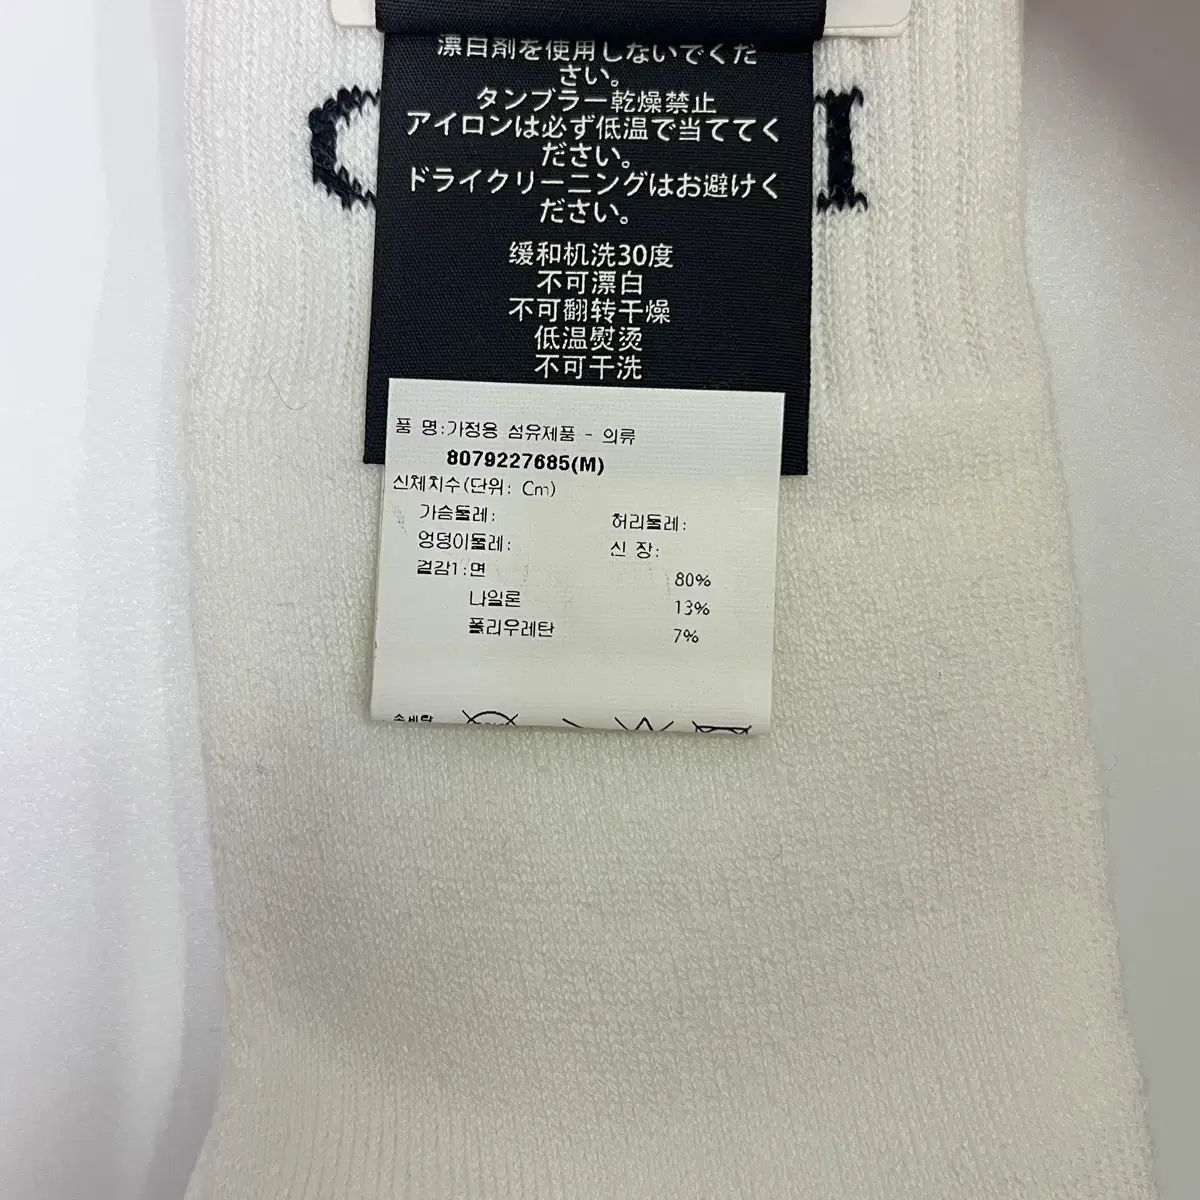 漂白剤を使用しないでくだ
さい。
タンブラー乾燥禁止
アイロンは必ず低温で当ててく
ださい。
ドライクリーニングはお避けく
ださい。
缓和机洗30度
不可漂白
不可翻转干燥
低温熨烫
不可干洗
품 명:가정용 섬유제품 - 의류
8079227685(M)
신체치수(단위: Cm)
가슴둘레: 허리둘레:
엉덩이둘레: 신 장:
겉감1:면 80%
나일론 13%
폴리우레탄 7%
손세탁